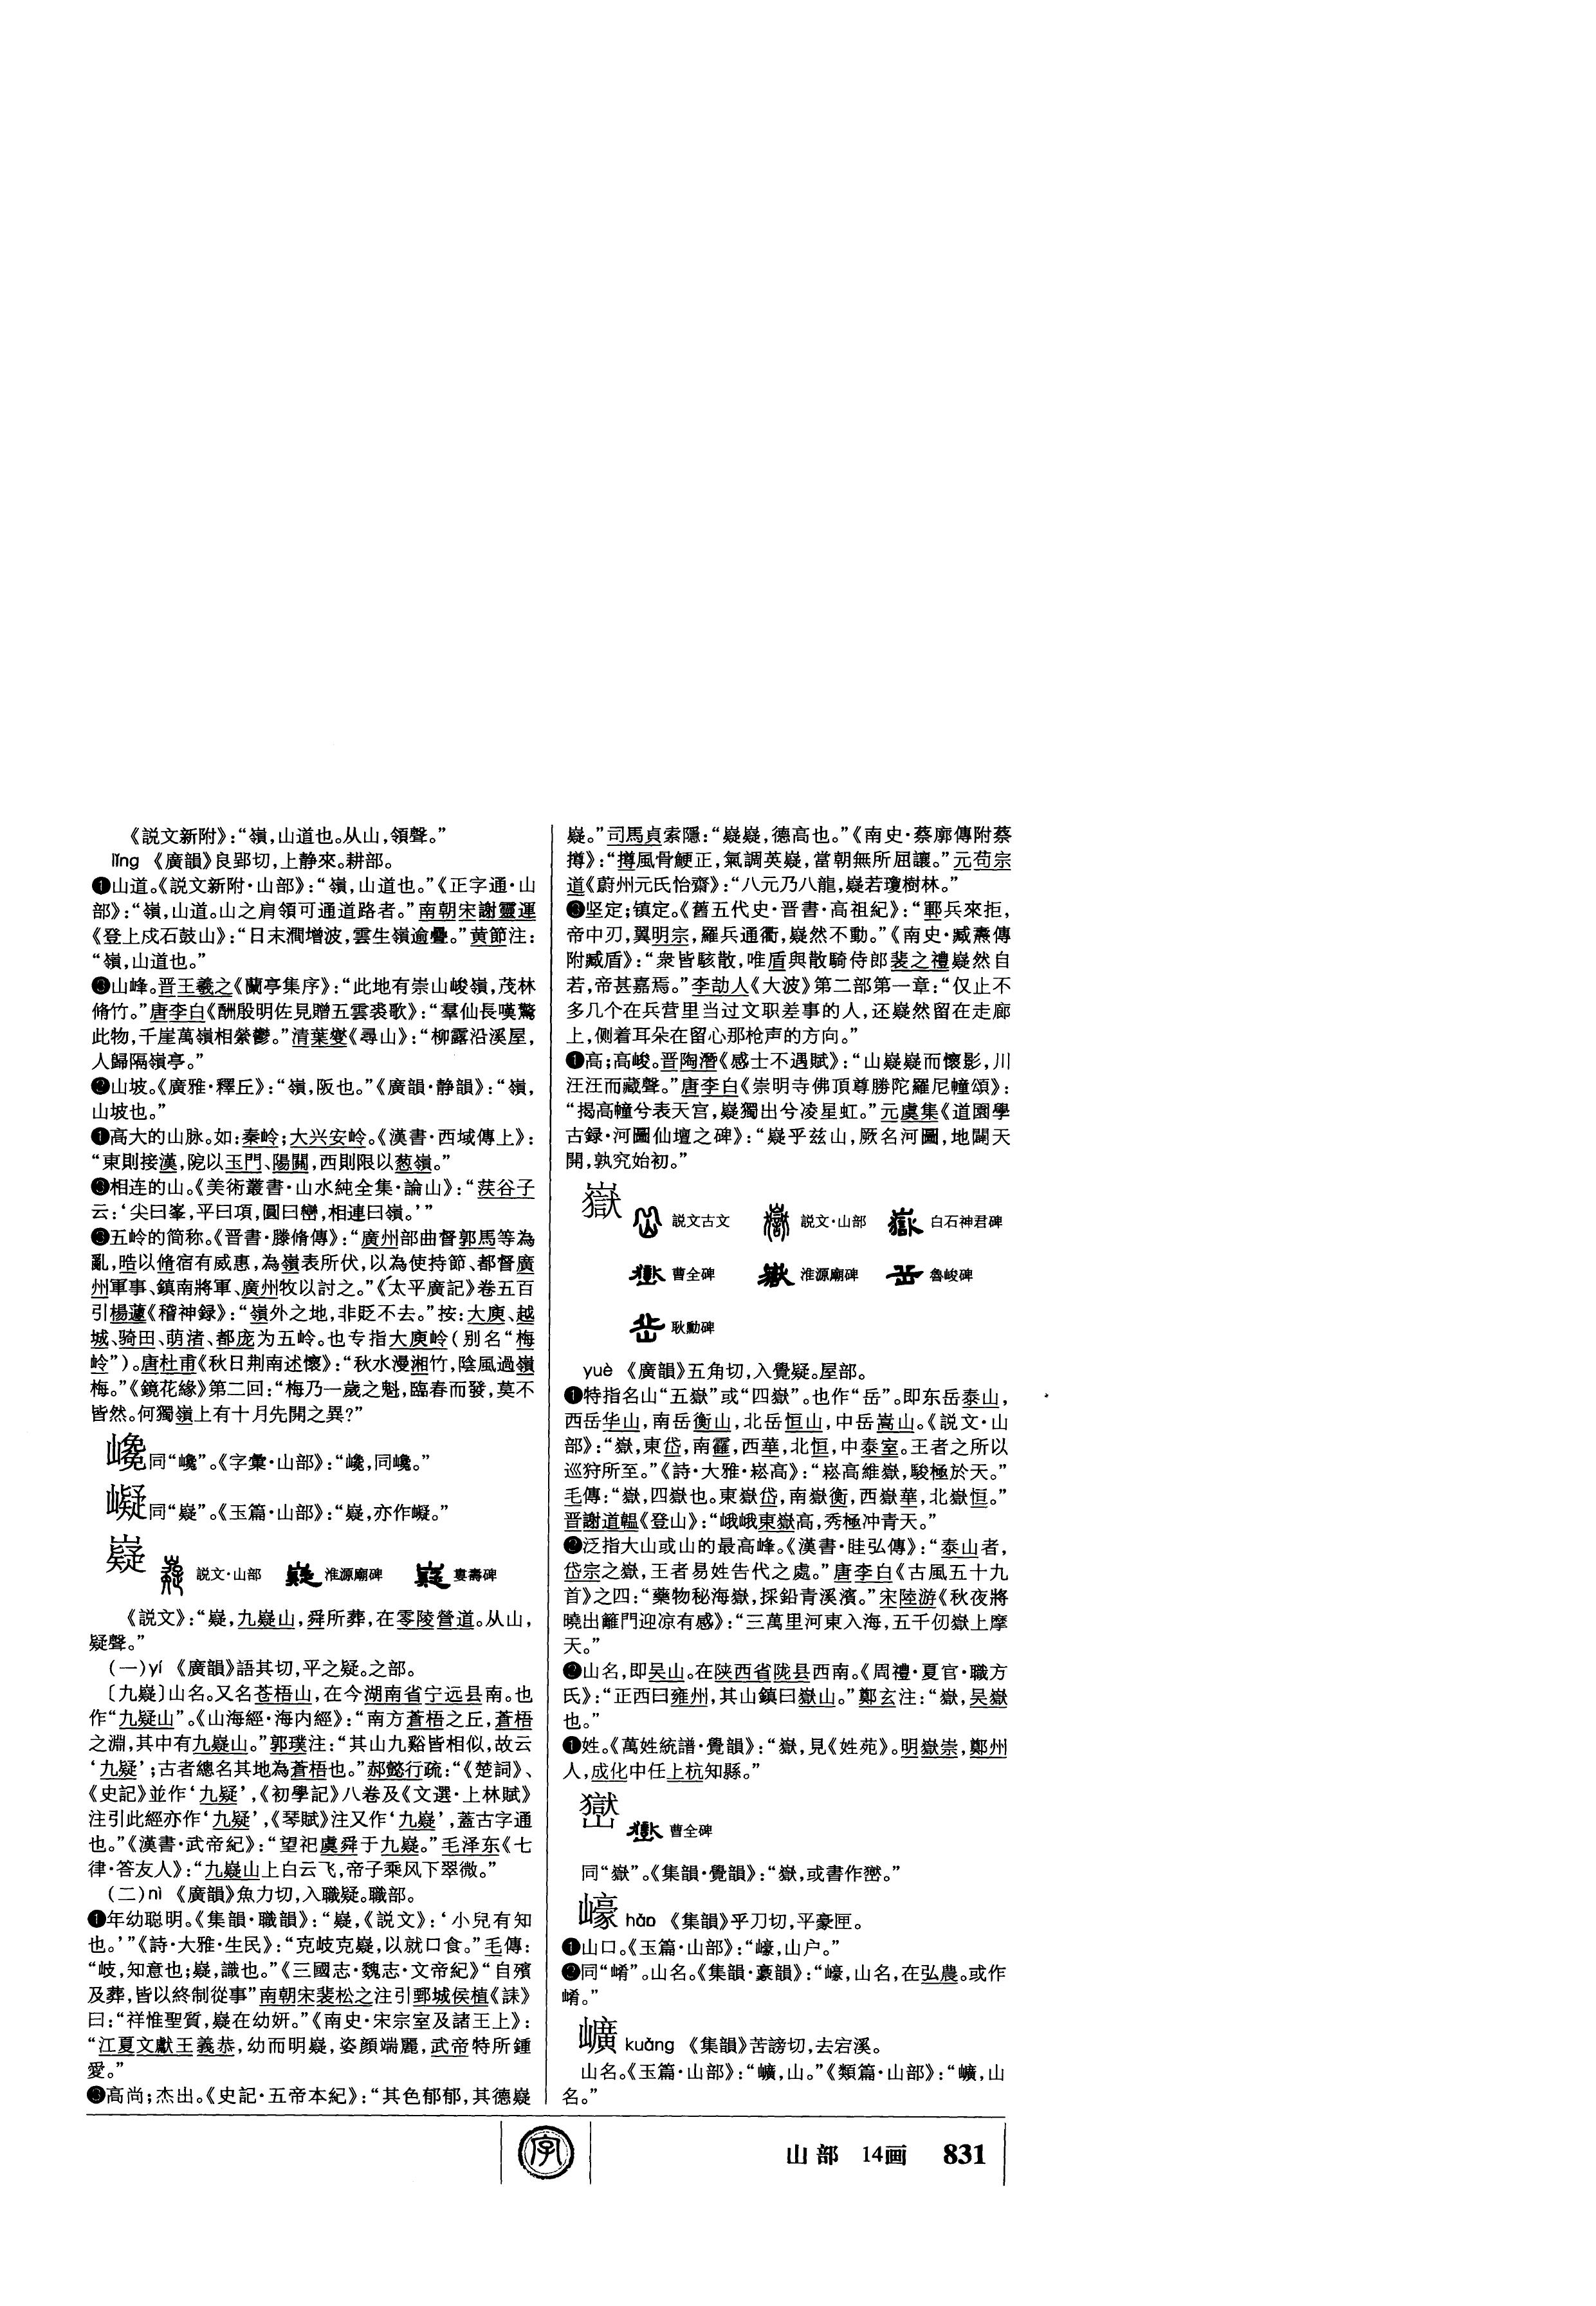 《説文新附》：“嶺，山道也。从山，領聲。”
lǐng 《廣韻》良郢切，上静來。耕部。
❶山道。《説文新附·山部》：“嶺，山道也。”《正字通·山
部》：“嶺，山道。山之肩領可通道路者。”南朝宋謝靈運
《登上戍石鼓山》：“日末澗增波，雲生嶺逾疊。”黄節注：
“嶺，山道也。”
❸山峰。晋王羲之《蘭亭集序》：“此地有崇山峻嶺，茂林
脩竹。”唐李白《酬殷明佐見贈五雲裘歌》：“羣仙長嘆驚
此物，千崖萬嶺相縈鬱。”清葉燮《尋山》：“柳露沿溪屋，
人歸隔嶺亭。”
❷山坡。《廣雅·釋丘》：“嶺，阪也。”《廣韻·静韻》：“嶺，
山坡也。”
❶高大的山脉。如：秦岭；大兴安岭。《漢書·西域傳上》：
“東則接漢，阸以玉門、陽關，西則限以葱嶺。”
❸相连的山。《美術叢書·山水純全集·論山》：“莢谷子
云：‘尖曰峯，平曰項，圓曰巒，相連曰嶺。’”
❸五岭的简称。《晋書·滕脩傳》：“廣州部曲督郭馬等為
亂，晧以脩宿有威惠，為嶺表所伏，以為使持節、都督廣
州軍事、鎮南將軍、廣州牧以討之。”《太平廣記》卷五百
引楊蘧《稽神録》：“嶺外之地，非貶不去。”按：大庾、越
城、骑田、萌渚、都庞为五岭。也专指大庾岭（别名“梅
岭”）。唐杜甫《秋日荆南述懷》：“秋水漫湘竹，陰風過嶺
梅。”《鏡花緣》第二回：“梅乃一歲之魁，臨春而發，莫不
皆然。何獨嶺上有十月先開之異？”
同“巉”。《字彙·山部》：“巉，同巉。”
㠜同“嶷”。《玉篇·山部》：“嶷，亦作㠜。”
嶷 説文·山部 淮源廟碑 婁壽碑
《説文》：“嶷，九嶷山，舜所葬，在零陵營道。从山，
疑聲。”
（一）yí 《廣韻》語其切，平之疑。之部。
〔九嶷〕山名。又名苍梧山，在今湖南省宁远县南。也
作“九疑山”。《山海經·海内經》：“南方蒼梧之丘，蒼梧
之淵，其中有九嶷山。”郭璞注：“其山九谿皆相似，故云
‘九疑’；古者總名其地為蒼梧也。”郝懿行疏：“《楚詞》、
《史記》並作‘九疑’，《初學記》八卷及《文選·上林賦》
注引此經亦作‘九疑’，《琴賦》注又作‘九嶷’，蓋古字通
也。”《漢書·武帝紀》：“望祀虞舜于九嶷。”毛泽东《七
律·答友人》：“九嶷山上白云飞，帝子乘风下翠微。”
（二）nì 《廣韻》魚力切，入職疑。職部。
❶年幼聪明。《集韻·職韻》：“嶷，《説文》：‘小兒有知
也。’”《詩·大雅·生民》：“克岐克嶷，以就口食。”毛傳：
“岐，知意也；嶷，識也。”《三國志·魏志·文帝紀》“自殯
及葬，皆以終制從事”南朝宋裴松之注引鄄城侯植《誄》
曰：“祥惟聖質，嶷在幼妍。”《南史·宋宗室及諸王上》：
“江夏文獻王義恭，幼而明嶷，姿顔端麗，武帝特所鍾
愛。”
❸高尚；杰出。《史記·五帝本紀》：“其色郁郁，其德嶷
嶷。”司馬貞索隱：“嶷嶷，德高也。”《南史·蔡廓傳附蔡
撙》：“撙風骨鯁正，氣調英嶷，當朝無所屈讓。”元苟宗
道《蔚州元氏怡齋》：“八元乃八龍，嶷若瓊樹林。”
❸坚定；镇定。《舊五代史·晋書·高祖紀》：“鄆兵來拒，
帝中刃，翼明宗，羅兵通衢，嶷然不動。”《南史·臧燾傳
附臧盾》：“衆皆駭散，唯盾與散騎侍郎裴之禮嶷然自
若，帝甚嘉焉。”李劼人《大波》第二部第一章：“仅止不
多几个在兵营里当过文职差事的人，还嶷然留在走廊
上，侧着耳朵在留心那枪声的方向。”
❶高；高峻。晋陶潛《感士不遇賦》：“山嶷嶷而懷影，川
汪汪而藏聲。”唐李白《崇明寺佛頂尊勝陀羅尼幢頌》：
“揭高幢兮表天宫，嶷獨出兮凌星虹。”元虞集《道園學
古録·河圖仙壇之碑》：“嶷乎兹山，厥名河圖，地闢天
開，孰究始初。”
嶽 説文古文 説文·山部 白石神君碑
曹全碑 淮源廟碑 魯峻碑
耿勳碑
yuè 《廣韻》五角切，入覺疑。屋部。
❶特指名山“五嶽”或“四嶽”。也作“岳”。即东岳泰山，
西岳华山，南岳衡山，北岳恒山，中岳嵩山。《説文·山
部》：“嶽，東岱，南靃，西華，北恒，中泰室。王者之所以
巡狩所至。”《詩·大雅·崧高》：“崧高維嶽，駿極於天。”
毛傳：“嶽，四嶽也。東嶽岱，南嶽衡，西嶽華，北嶽恒。”
晋謝道韞《登山》：“峨峨東嶽高，秀極冲青天。”
❷泛指大山或山的最高峰。《漢書·眭弘傳》：“泰山者，
岱宗之嶽，王者易姓告代之處。”唐李白《古風五十九
首》之四：“藥物秘海嶽，採鉛青溪濱。”宋陸游《秋夜將
曉出籬門迎凉有感》：“三萬里河東入海，五千仞嶽上摩
天。”
❷山名，即吴山。在陕西省陇县西南。《周禮·夏官·職方
氏》：“正西曰雍州，其山鎮曰嶽山。”鄭玄注：“嶽，吴嶽
也。”
❶姓。《萬姓統譜·覺韻》：“嶽，見《姓苑》。明嶽崇，鄭州
人，成化中任上杭知縣。”
曹全碑
同“嶽”。《集韻·覺韻》：“嶽，或書作㠛。”
㠙 háo 《集韻》乎刀切，平豪匣。
❶山口。《玉篇·山部》：“㠙，山户。”
❷同“崤”。山名。《集韻·豪韻》：“㠙，山名，在弘農。或作
崤。”
㠥 kuǎng 《集韻》苦謗切，去宕溪。
山名。《玉篇·山部》：“㠥，山。”《類篇·山部》：“㠥，山
名。”
字
山部 14画 831